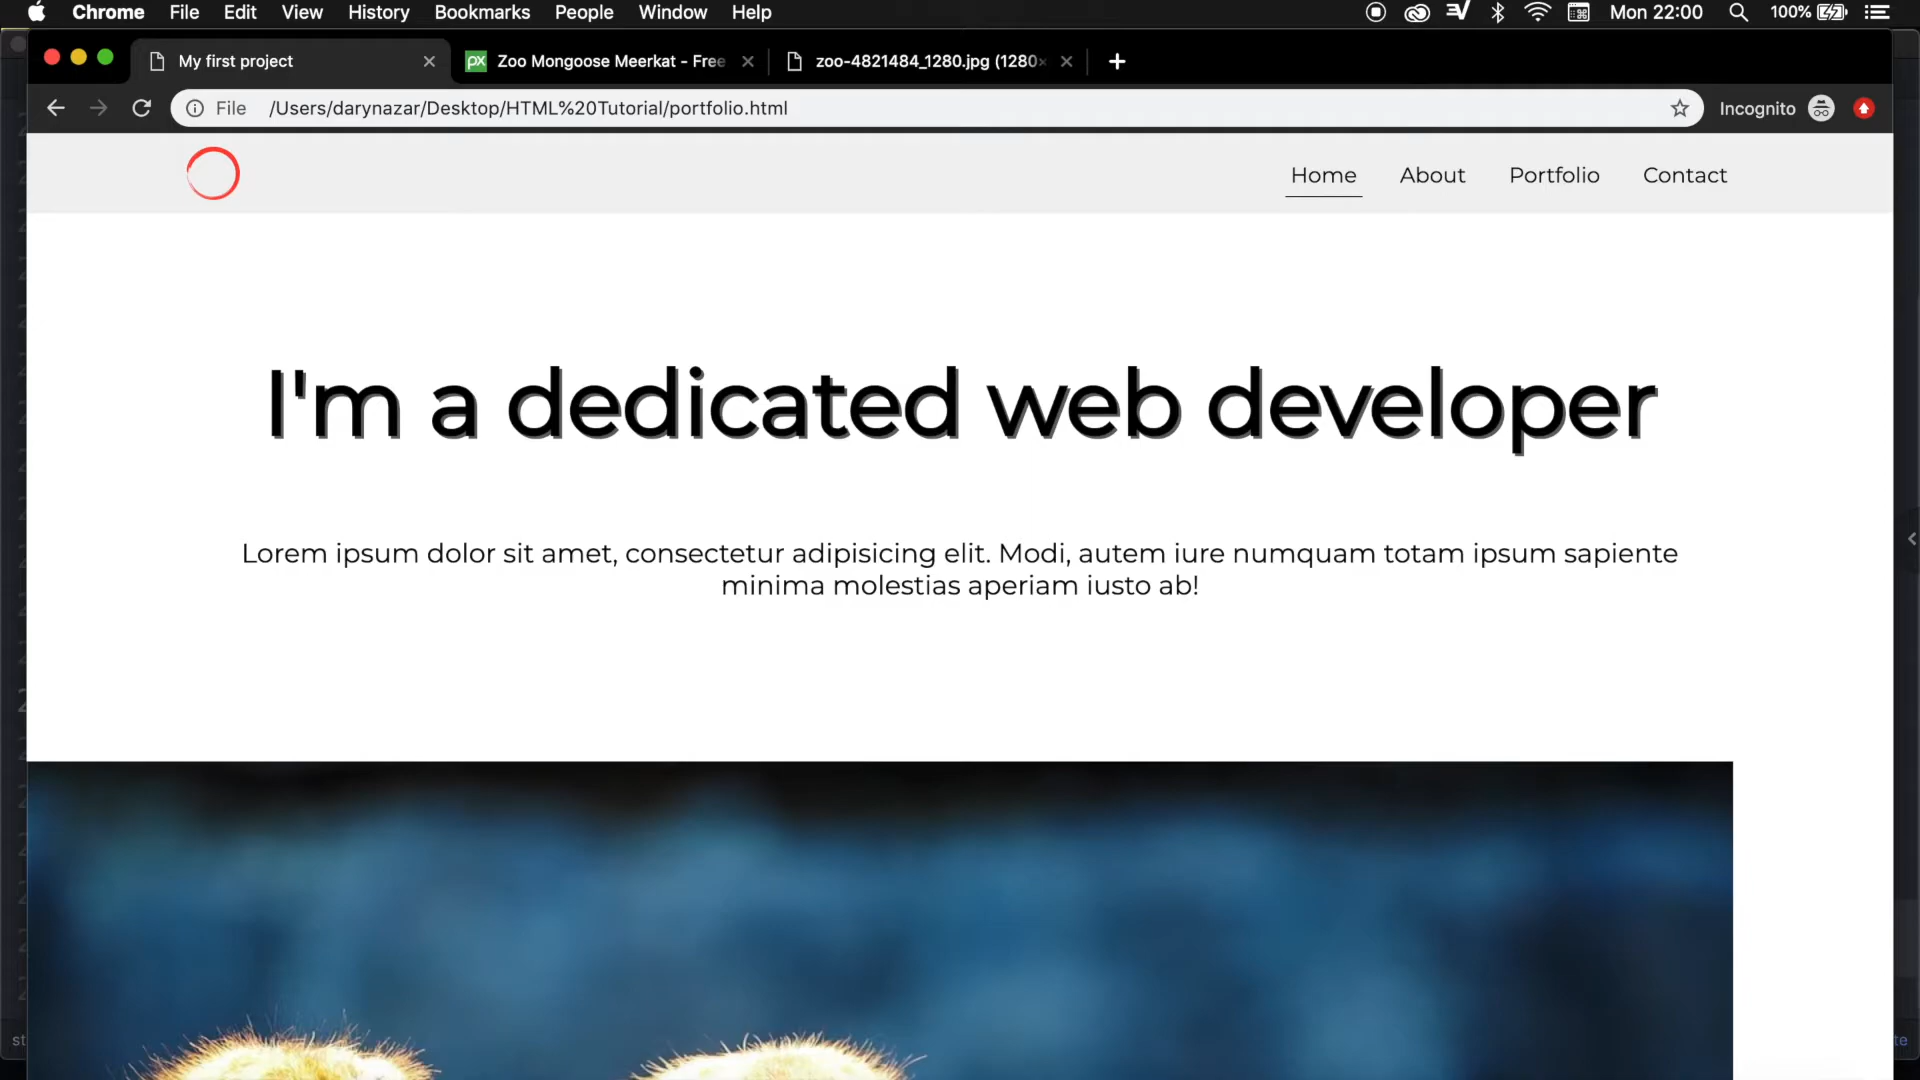 Chrome File Edit View History Bookmarks People Window Help Mon 22:00 100%
My first project px Zoo Mongoose Meerkat - Free zoo-4821484_1280.jpg (1280×
File /Users/darynazar/Desktop/HTML%20Tutorial/portfolio.html Incognito
Home About Portfolio Contact
I'm a dedicated web developer
Lorem ipsum dolor sit amet, consectetur adipisicing elit. Modi, autem iure numquam totam ipsum sapiente
minima molestias aperiam iusto ab!